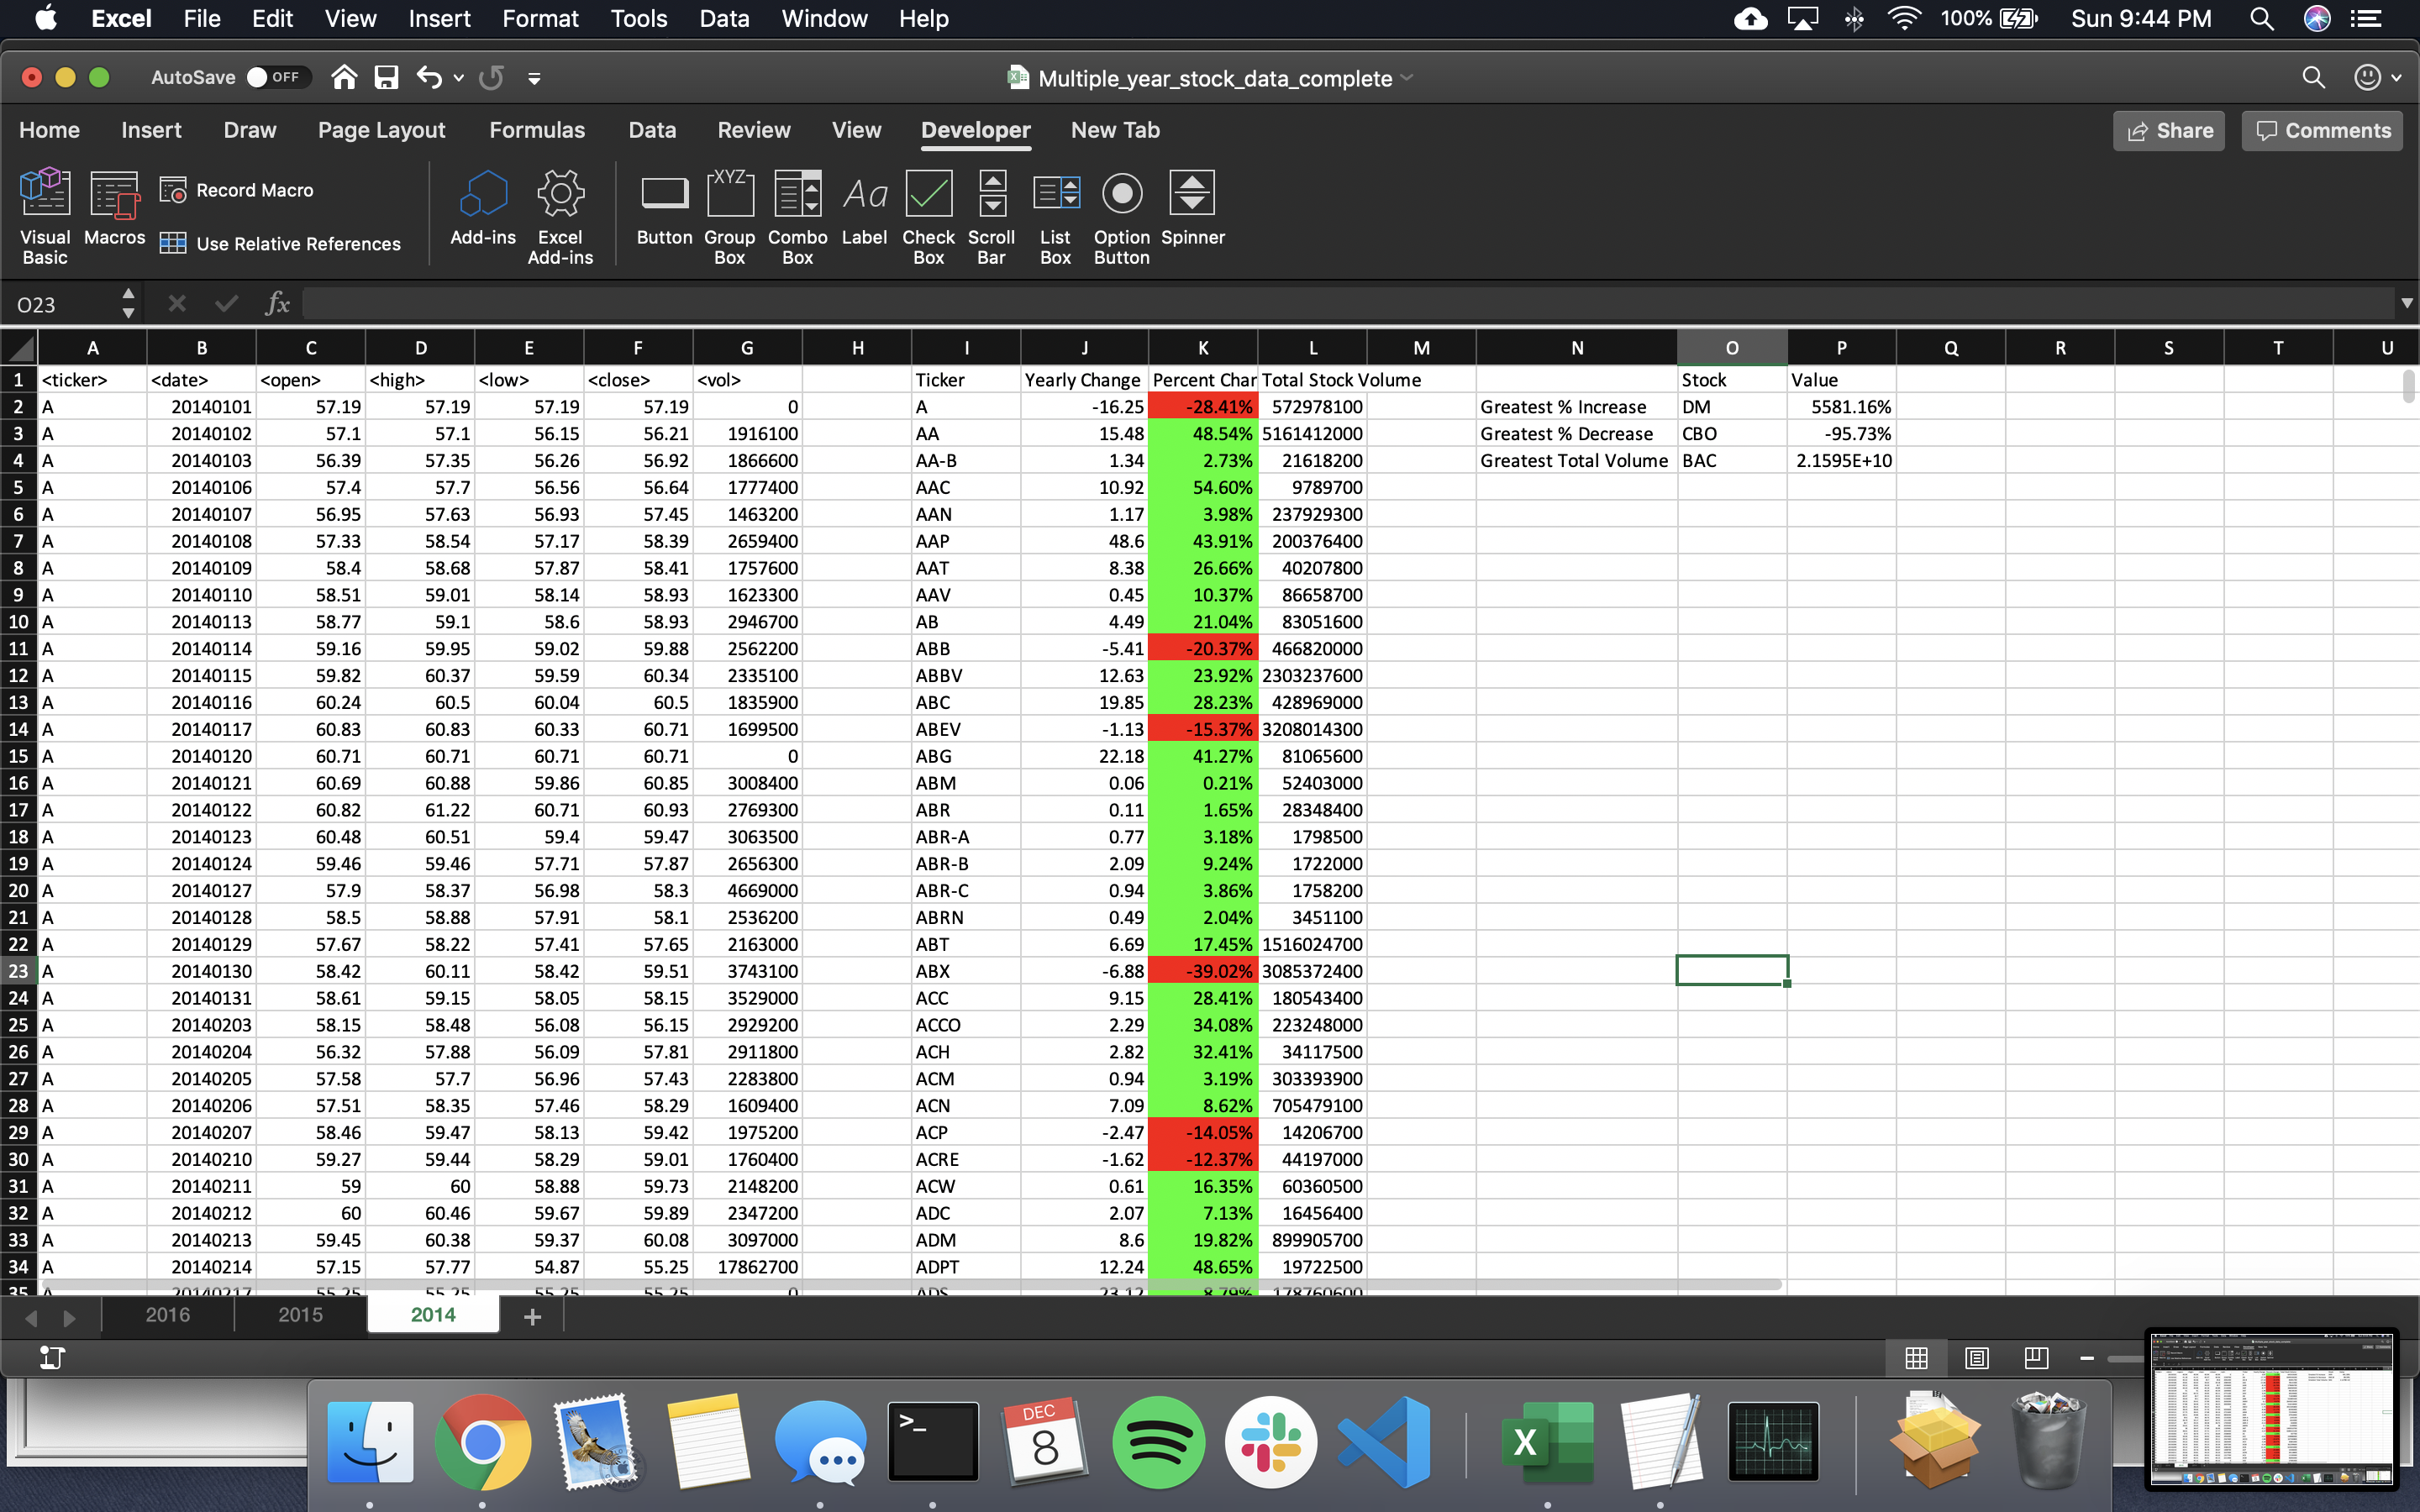 Excel File Edit View Insert Format Tools Data Window Help 100% Sun 9:44 PM
AutoSave OFF Multiple_year_stock_data_complete
Home Insert Draw Page Layout Formulas Data Review View Developer New Tab Share Comments
Visual Basic Macros Record Macro Use Relative References Add-ins Excel Add-ins Button XYZ Group Box Combo Box Aa Label Check Box Scroll Bar List Box Option Button Spinner
O23 fx
A B C D E F G H I J K L M N O P Q R S T U
1 <ticker> <date> <open> <high> <low> <close> <vol> Ticker Yearly Change Percent Char Total Stock Volume Stock Value
2 A 20140101 57.19 57.19 57.19 57.19 0 A -16.25 -28.41% 572978100 Greatest % Increase DM 5581.16%
3 A 20140102 57.1 57.1 56.15 56.21 1916100 AA 15.48 48.54% 5161412000 Greatest % Decrease CBO -95.73%
4 A 20140103 56.39 57.35 56.26 56.92 1866600 AA-B 1.34 2.73% 21618200 Greatest Total Volume BAC 2.1595E+10
5 A 20140106 57.4 57.7 56.56 56.64 1777400 AAC 10.92 54.60% 9789700
6 A 20140107 56.95 57.63 56.93 57.45 1463200 AAN 1.17 3.98% 237929300
7 A 20140108 57.33 58.54 57.17 58.39 2659400 AAP 48.6 43.91% 200376400
8 A 20140109 58.4 58.68 57.87 58.41 1757600 AAT 8.38 26.66% 40207800
9 A 20140110 58.51 59.01 58.14 58.93 1623300 AAV 0.45 10.37% 86658700
10 A 20140113 58.77 59.1 58.6 58.93 2946700 AB 4.49 21.04% 83051600
11 A 20140114 59.16 59.95 59.02 59.88 2562200 ABB -5.41 -20.37% 466820000
12 A 20140115 59.82 60.37 59.59 60.34 2335100 ABBV 12.63 23.92% 2303237600
13 A 20140116 60.24 60.5 60.04 60.5 1835900 ABC 19.85 28.23% 428969000
14 A 20140117 60.83 60.83 60.33 60.71 1699500 ABEV -1.13 -15.37% 3208014300
15 A 20140120 60.71 60.71 60.71 60.71 0 ABG 22.18 41.27% 81065600
16 A 20140121 60.69 60.88 59.86 60.85 3008400 ABM 0.06 0.21% 52403000
17 A 20140122 60.82 61.22 60.71 60.93 2769300 ABR 0.11 1.65% 28348400
18 A 20140123 60.48 60.51 59.4 59.47 3063500 ABR-A 0.77 3.18% 1798500
19 A 20140124 59.46 59.46 57.71 57.87 2656300 ABR-B 2.09 9.24% 1722000
20 A 20140127 57.9 58.37 56.98 58.3 4669000 ABR-C 0.94 3.86% 1758200
21 A 20140128 58.5 58.88 57.91 58.1 2536200 ABRN 0.49 2.04% 3451100
22 A 20140129 57.67 58.22 57.41 57.65 2163000 ABT 6.69 17.45% 1516024700
23 A 20140130 58.42 60.11 58.42 59.51 3743100 ABX -6.88 -39.02% 3085372400
24 A 20140131 58.61 59.15 58.05 58.15 3529000 ACC 9.15 28.41% 180543400
25 A 20140203 58.15 58.48 56.08 56.15 2929200 ACCO 2.29 34.08% 223248000
26 A 20140204 56.32 57.88 56.09 57.81 2911800 ACH 2.82 32.41% 34117500
27 A 20140205 57.58 57.7 56.96 57.43 2283800 ACM 0.94 3.19% 303393900
28 A 20140206 57.51 58.35 57.46 58.29 1609400 ACN 7.09 8.62% 705479100
29 A 20140207 58.46 59.47 58.13 59.42 1975200 ACP -2.47 -14.05% 14206700
30 A 20140210 59.27 59.44 58.29 59.01 1760400 ACRE -1.62 -12.37% 44197000
31 A 20140211 59 60 58.88 59.73 2148200 ACW 0.61 16.35% 60360500
32 A 20140212 60 60.46 59.67 59.89 2347200 ADC 2.07 7.13% 16456400
33 A 20140213 59.45 60.38 59.37 60.08 3097000 ADM 8.6 19.82% 899905700
34 A 20140214 57.15 57.77 54.87 55.25 17862700 ADPT 12.24 48.65% 19722500
35 A 20140217 55.25 55.25 55.25 55.25 0 ADS 23.12 8.79% 178760600
2016 2015 2014 +
DEC
8
X